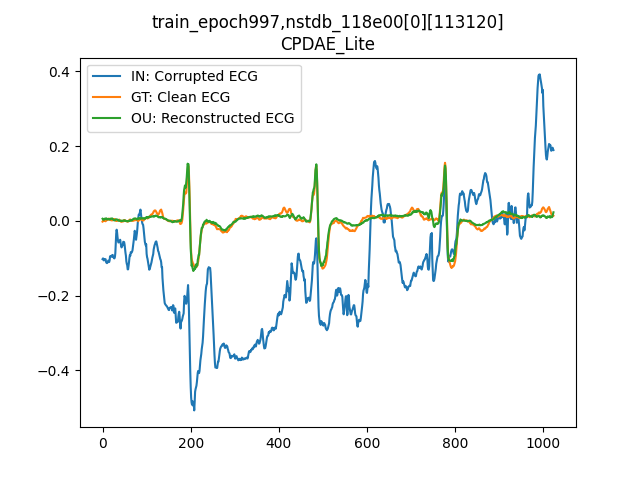 train_epoch997,nstdb_118e00[0][113120]
CPDAE_Lite
IN: Corrupted ECG
GT: Clean ECG
OU: Reconstructed ECG
0.4
0.2
0.0
−0.2
−0.4
0 200 400 600 800 1000